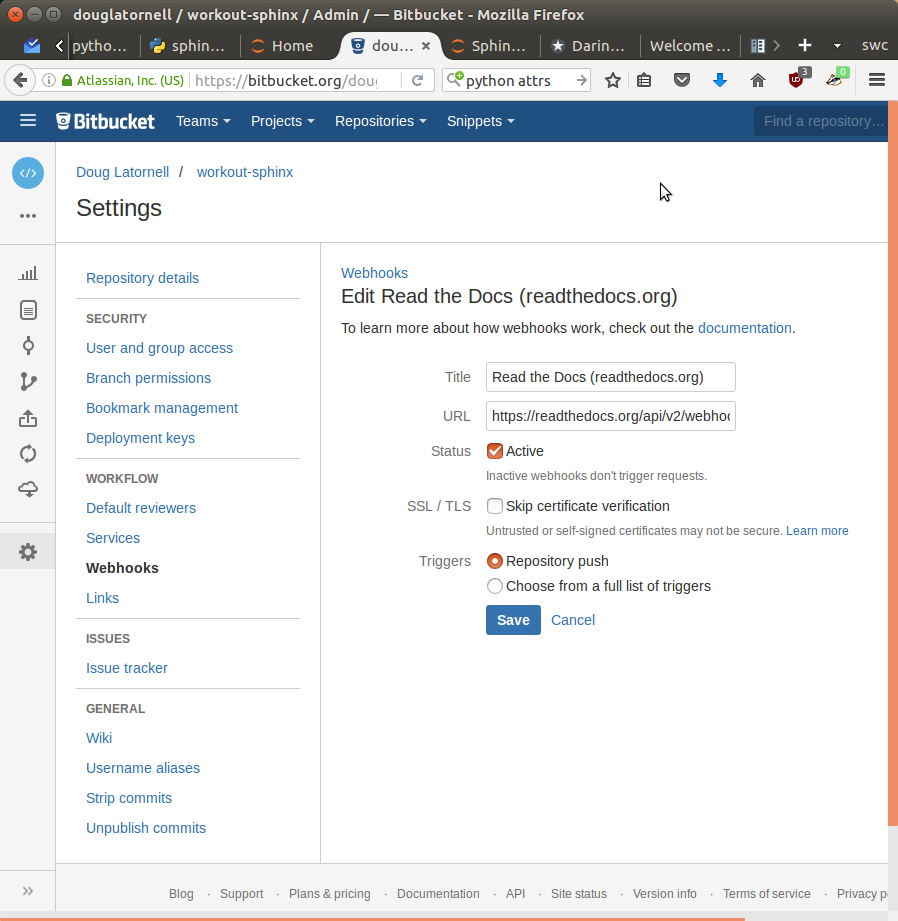 douglatornell / workout-sphinx / Admin / — Bitbucket - Mozilla Firefox
pytho... sphin... Home dou... Sphin... Darin... Welcome ... swc
Atlassian, Inc. (US) https://bitbucket.org/dou python attrs 3 0
Bitbucket Teams Projects Repositories Snippets Find a repository...
Doug Latornell / workout-sphinx
Settings
Repository details
SECURITY
User and group access
Branch permissions
Bookmark management
Deployment keys
WORKFLOW
Default reviewers
Services
Webhooks
Links
ISSUES
Issue tracker
GENERAL
Wiki
Username aliases
Strip commits
Unpublish commits
Webhooks
Edit Read the Docs (readthedocs.org)
To learn more about how webhooks work, check out the documentation.
Title Read the Docs (readthedocs.org)
URL https://readthedocs.org/api/v2/webhoo
Status Active
Inactive webhooks don't trigger requests.
SSL / TLS Skip certificate verification
Untrusted or self-signed certificates may not be secure. Learn more
Triggers Repository push
Choose from a full list of triggers
Save Cancel
Blog · Support · Plans & pricing · Documentation · API · Site status · Version info · Terms of service · Privacy